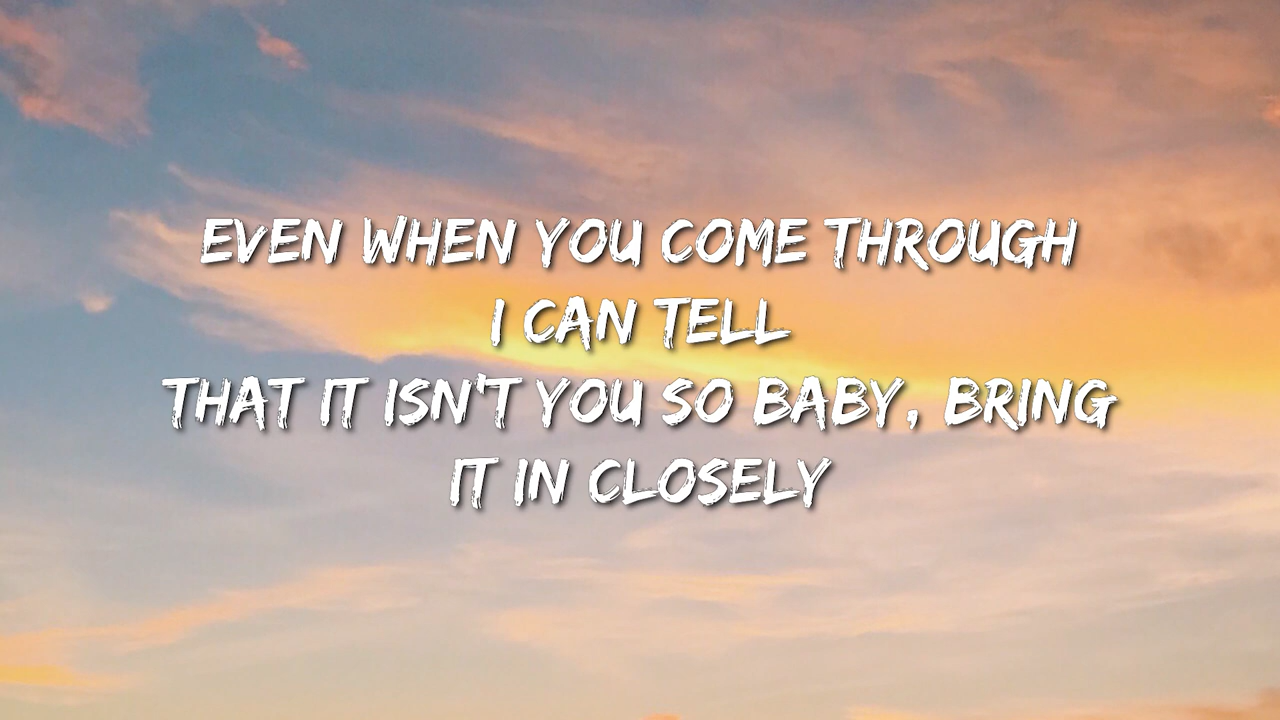 EVEN WHEN YOU COME THROUGH
I CAN TELL
THAT IT ISN'T YOU SO BABY, BRING
IT IN CLOSELY